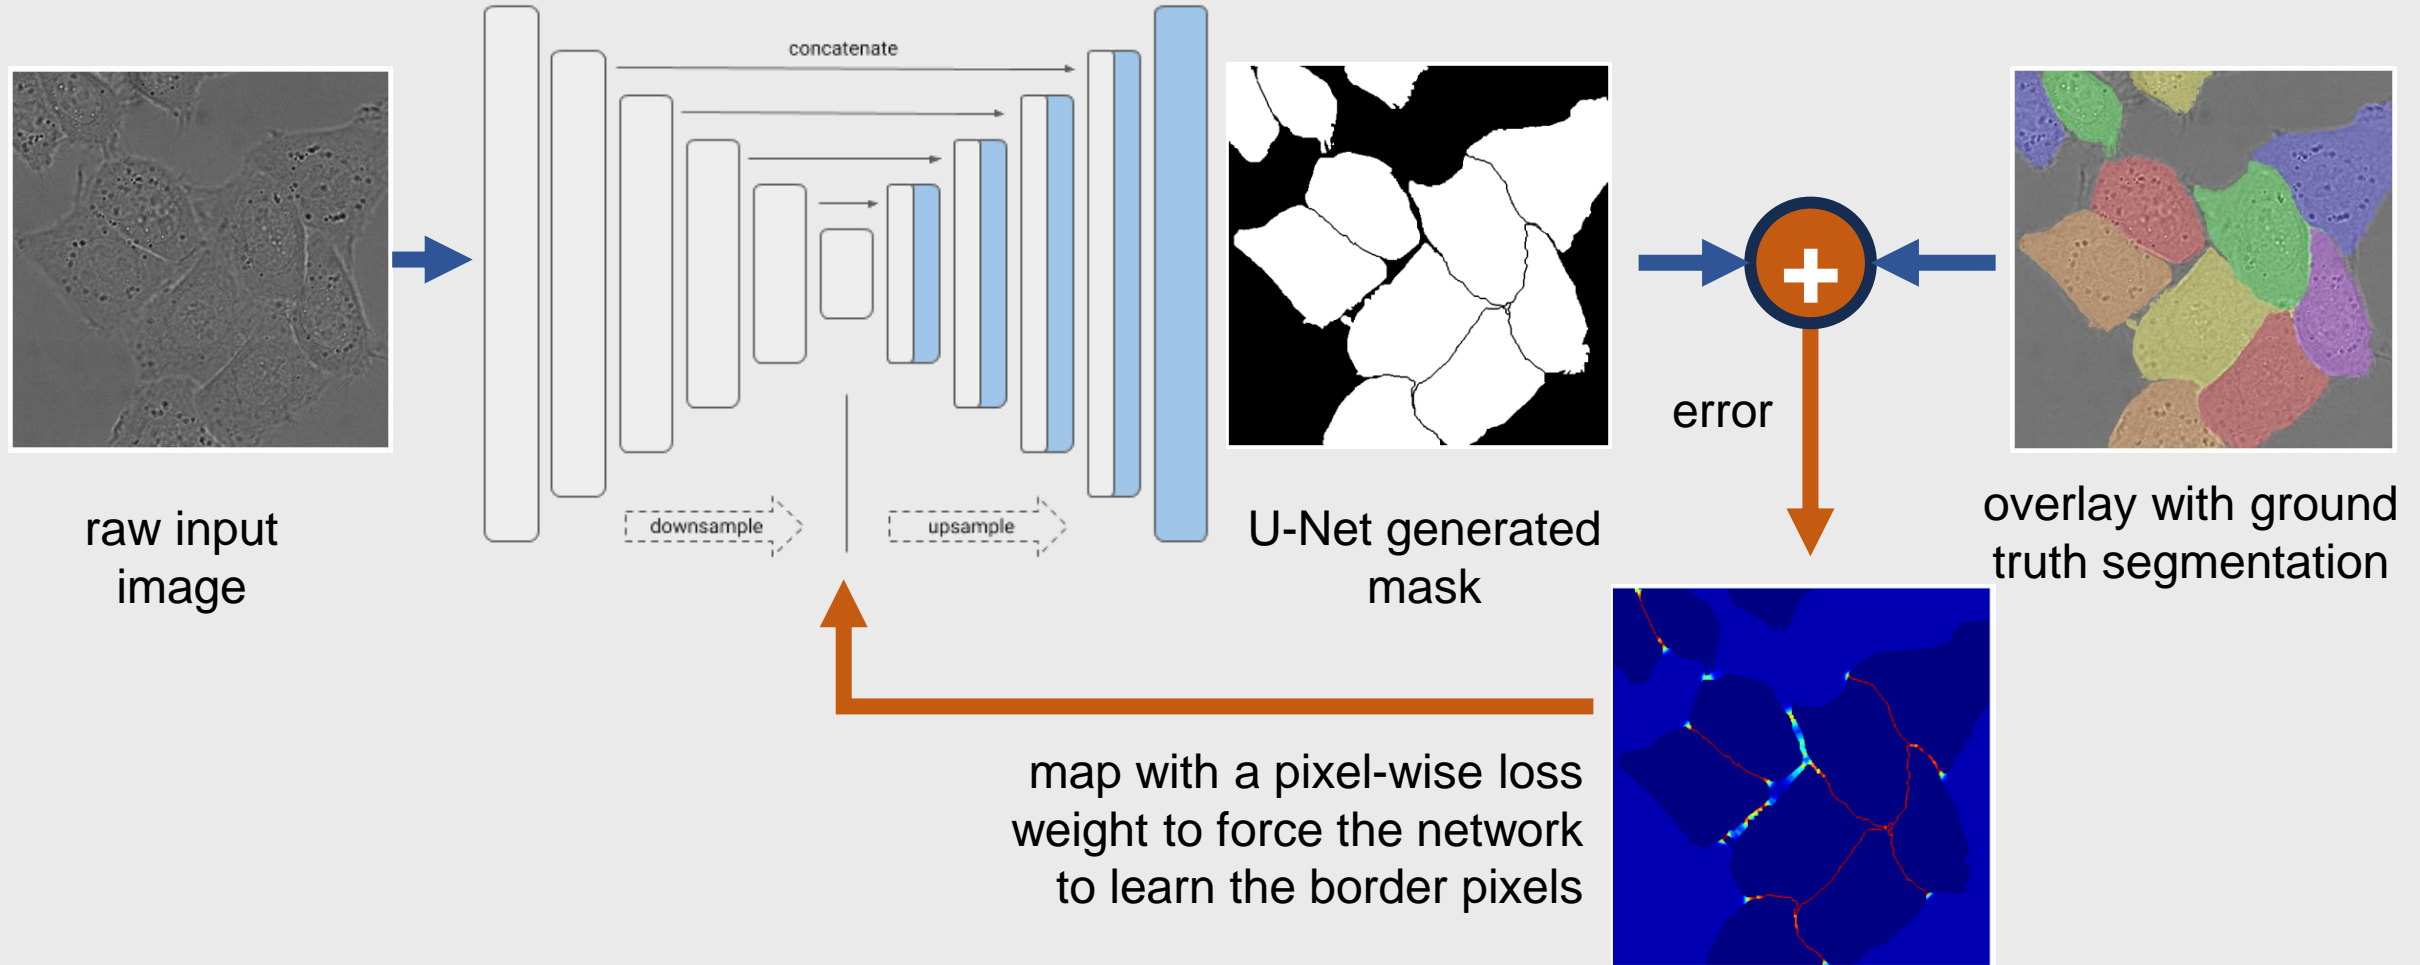 concatenate
downsample
upsample
raw input
image
U-Net generated
mask
error
overlay with ground
truth segmentation
map with a pixel-wise loss
weight to force the network
to learn the border pixels